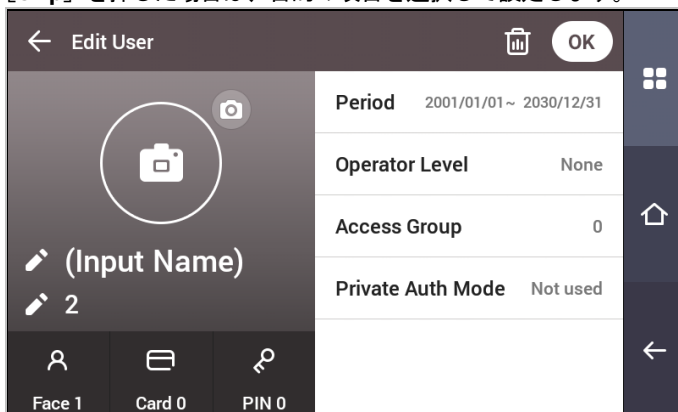 Edit User
OK
Period 2001/01/01~ 2030/12/31
Operator Level None
Access Group 0
Private Auth Mode Not used
(Input Name)
2
Face 1 Card 0 PIN 0